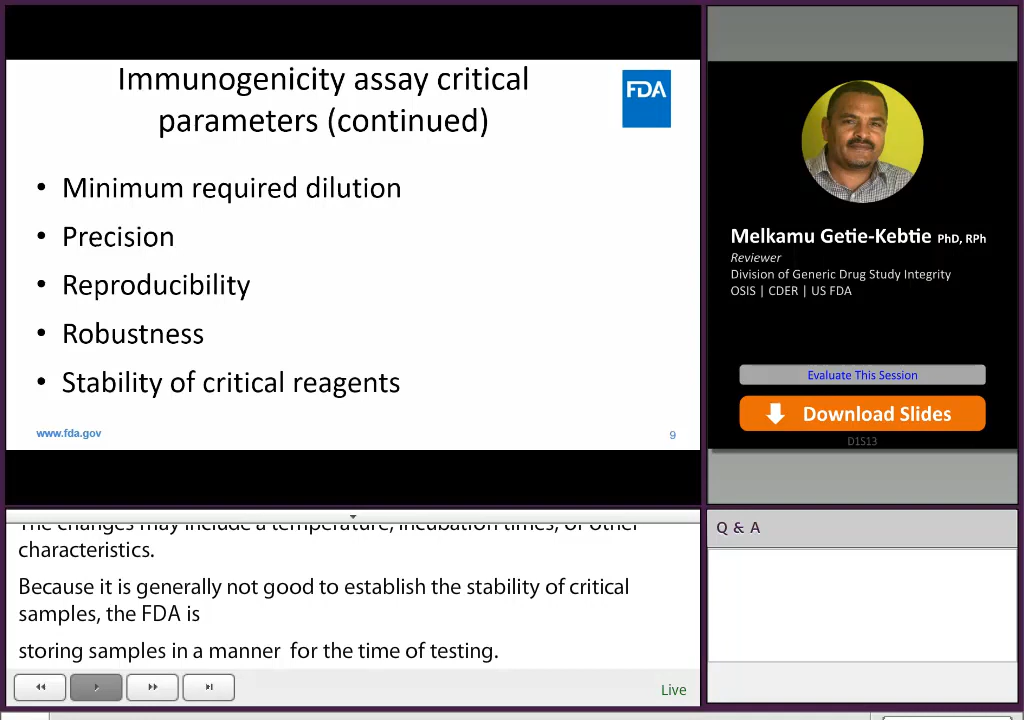 Immunogenicity assay critical
parameters (continued)
FDA
• Minimum required dilution
• Precision
• Reproducibility
• Robustness
• Stability of critical reagents
www.fda.gov
9
Melkamu Getie-Kebtie PhD, RPh
Reviewer
Division of Generic Drug Study Integrity
OSIS | CDER | US FDA
Evaluate This Session
Download Slides
D1S13
The changes may include a temperature, incubation times, or other
characteristics.
Because it is generally not good to establish the stability of critical
samples, the FDA is
storing samples in a manner for the time of testing.
Live
Q & A